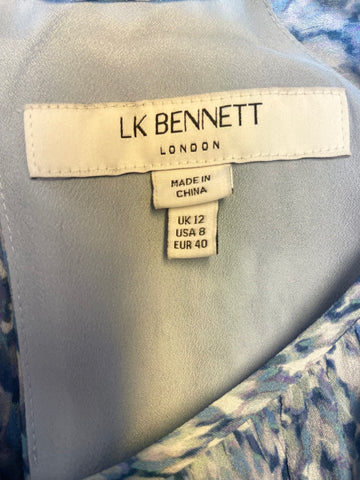 LK BENNETT
LONDON
MADE IN
CHINA
UK 12
USA 8
EUR 40